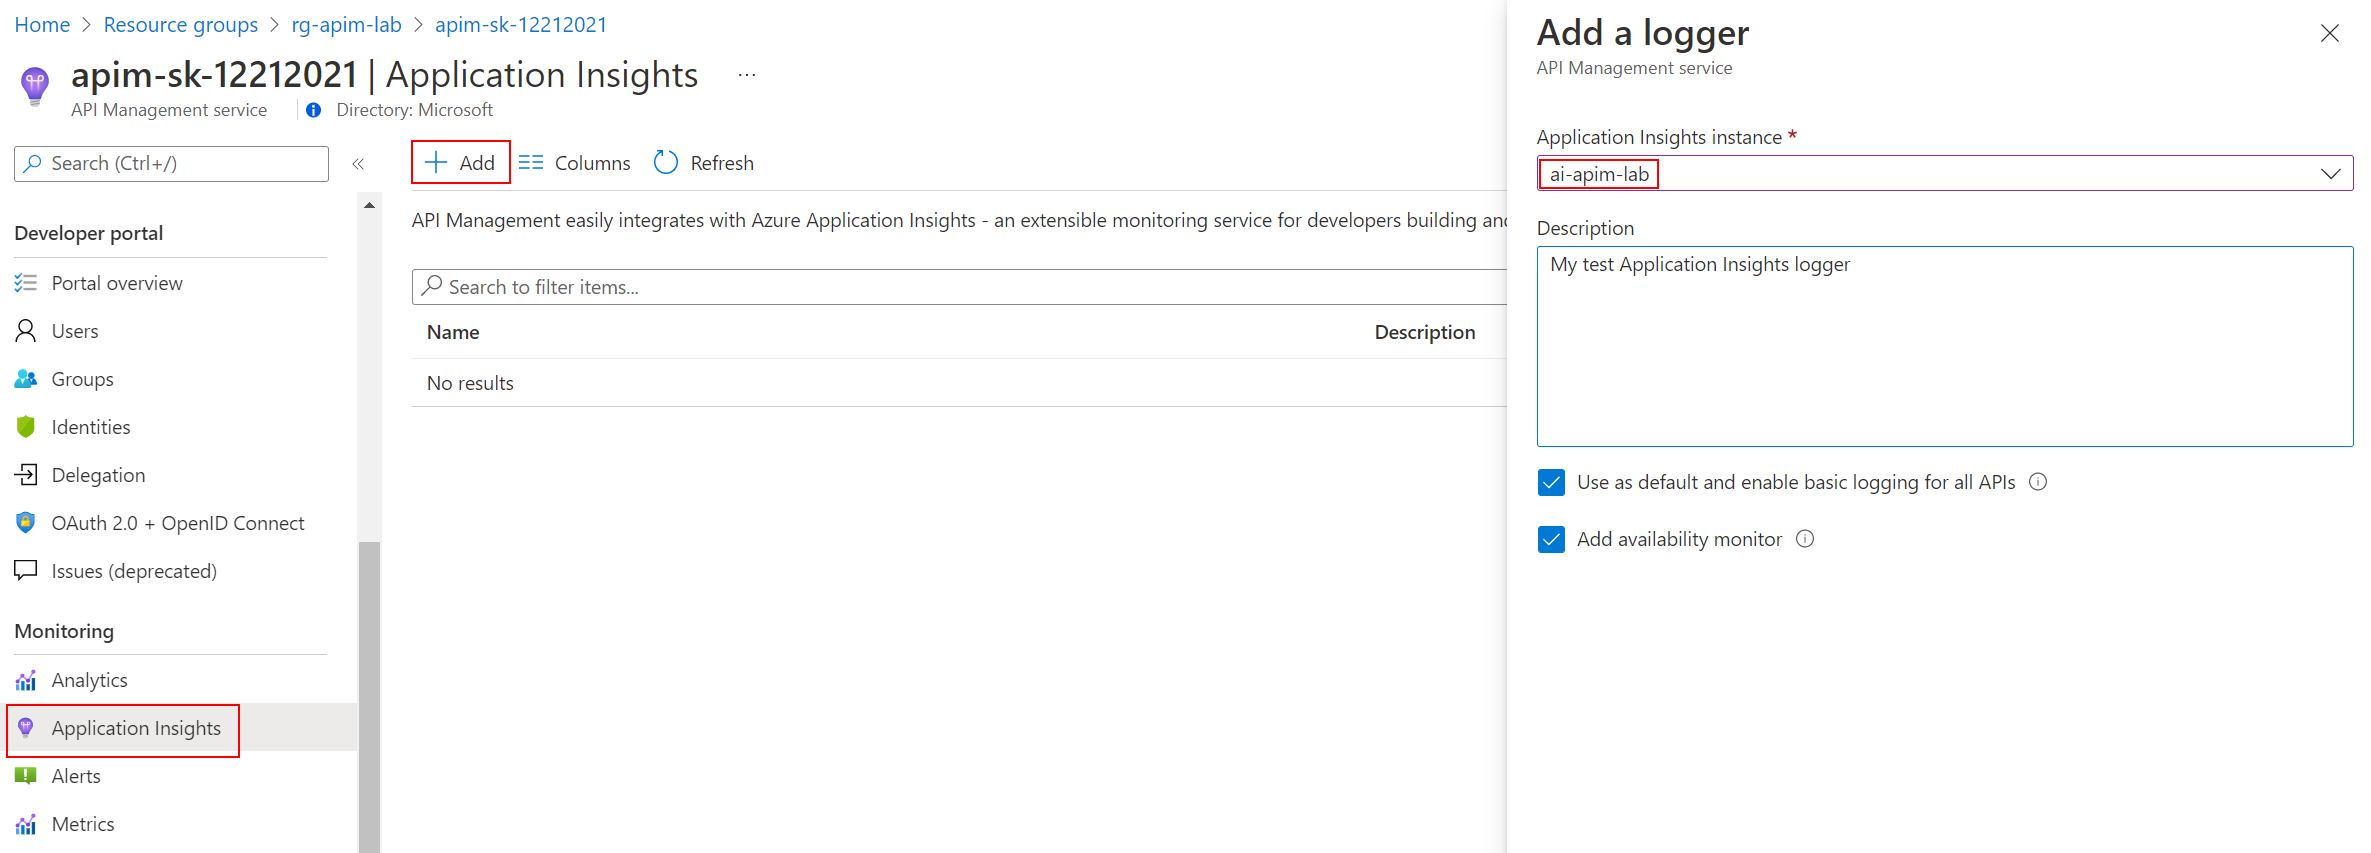 Home > Resource groups > rg-apim-lab > apim-sk-12212021
apim-sk-12212021 | Application Insights ...
API Management service
Directory: Microsoft
Search (Ctrl+/)
«
Developer portal
Portal overview
Users
Groups
Identities
Delegation
OAuth 2.0 + OpenID Connect
Issues (deprecated)
Monitoring
Analytics
Application Insights
Alerts
Metrics
+ Add
Columns
Refresh
API Management easily integrates with Azure Application Insights - an extensible monitoring service for developers building and
Search to filter items...
Name Description
No results
Add a logger
API Management service
Application Insights instance *
ai-apim-lab
Description
My test Application Insights logger
Use as default and enable basic logging for all APIs
Add availability monitor